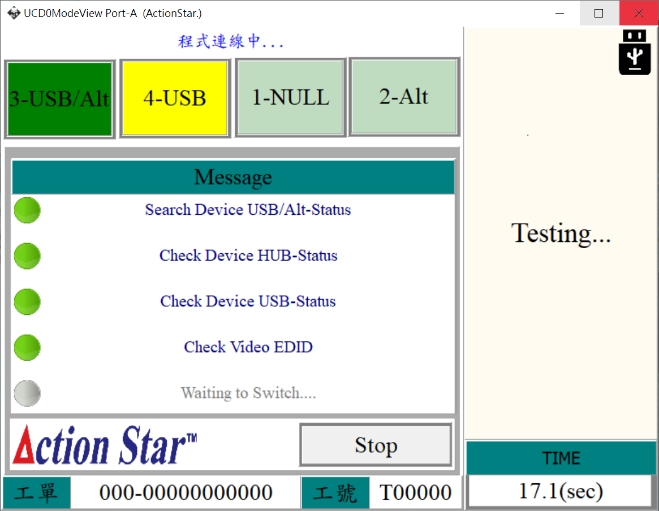 UCD0ModeView Port-A (ActionStar.)
程式連線中...
3-USB/Alt
4-USB
1-NULL
2-Alt
Message
Search Device USB/Alt-Status
Check Device HUB-Status
Check Device USB-Status
Check Video EDID
Waiting to Switch....
Action Star™
Stop
工單
000-00000000000
工號
T00000
Testing...
TIME
17.1(sec)